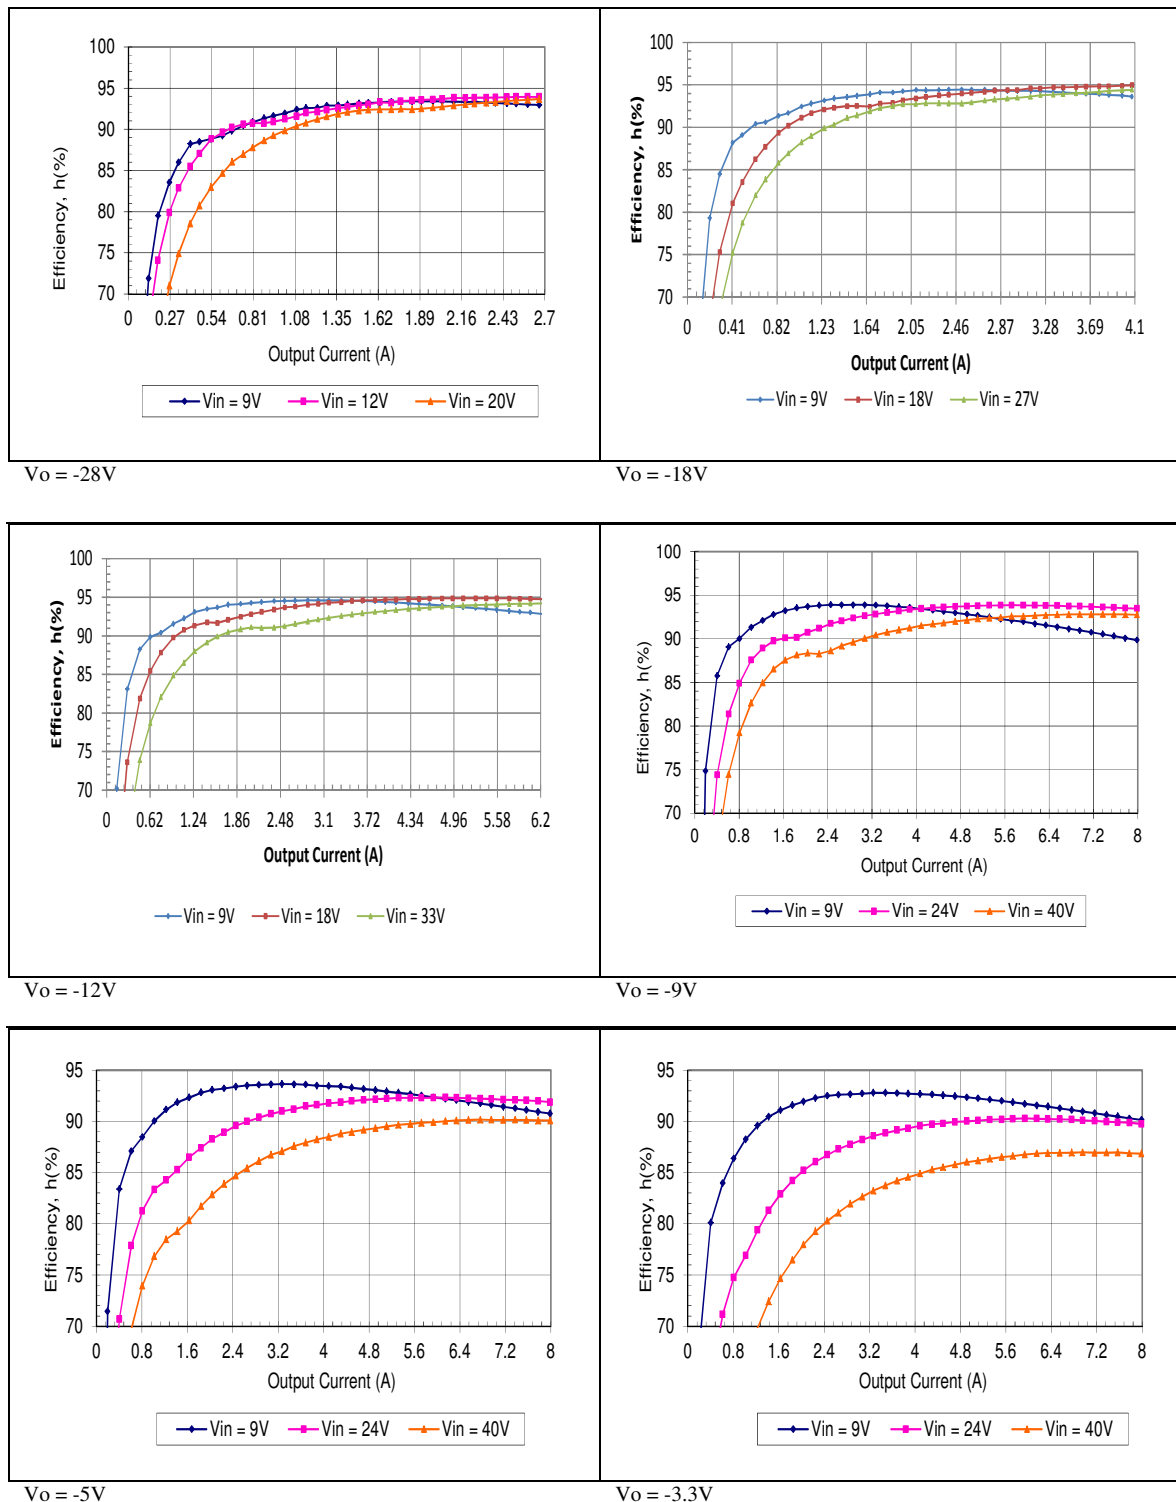 100
95
90
85
80
75
70
Efficiency, h(%)
0 0.27 0.54 0.81 1.08 1.35 1.62 1.89 2.16 2.43 2.7
Output Current (A)
Vin = 9V Vin = 12V Vin = 20V
Vo = -28V
100
95
90
85
80
75
70
Efficiency, h(%)
0 0.41 0.82 1.23 1.64 2.05 2.46 2.87 3.28 3.69 4.1
Output Current (A)
Vin = 9V Vin = 18V Vin = 27V
Vo = -18V
100
95
90
85
80
75
70
Efficiency, h(%)
0 0.62 1.24 1.86 2.48 3.1 3.72 4.34 4.96 5.58 6.2
Output Current (A)
Vin = 9V Vin = 18V Vin = 33V
Vo = -12V
100
95
90
85
80
75
70
Efficiency, h(%)
0 0.8 1.6 2.4 3.2 4 4.8 5.6 6.4 7.2 8
Output Current (A)
Vin = 9V Vin = 24V Vin = 40V
Vo = -9V
95
90
85
80
75
70
Efficiency, h(%)
0 0.8 1.6 2.4 3.2 4 4.8 5.6 6.4 7.2 8
Output Current (A)
Vin = 9V Vin = 24V Vin = 40V
Vo = -5V
95
90
85
80
75
70
Efficiency, h(%)
0 0.8 1.6 2.4 3.2 4 4.8 5.6 6.4 7.2 8
Output Current (A)
Vin = 9V Vin = 24V Vin = 40V
Vo = -3.3V